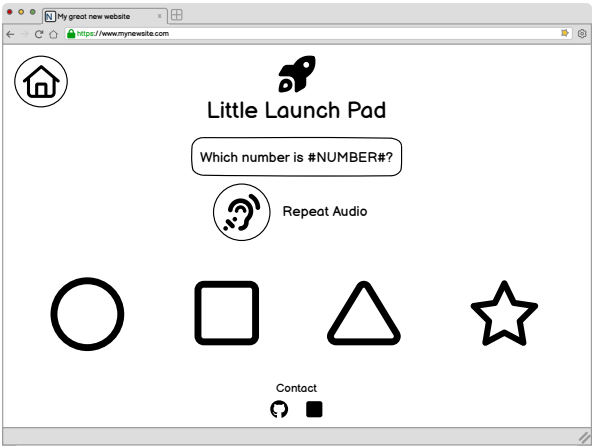 My great new website
https://www.mynewsite.com
Little Launch Pad
Which number is #NUMBER#?
Repeat Audio
Contact